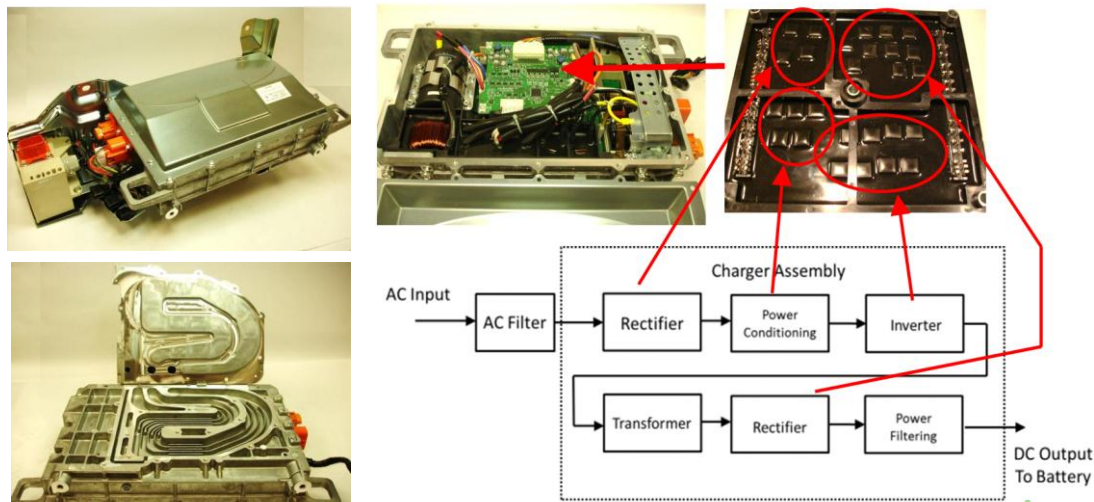 Charger Assembly
AC Input
AC Filter
Rectifier
Power
Conditioning
Inverter
Transformer
Rectifier
Power
Filtering
DC Output
To Battery